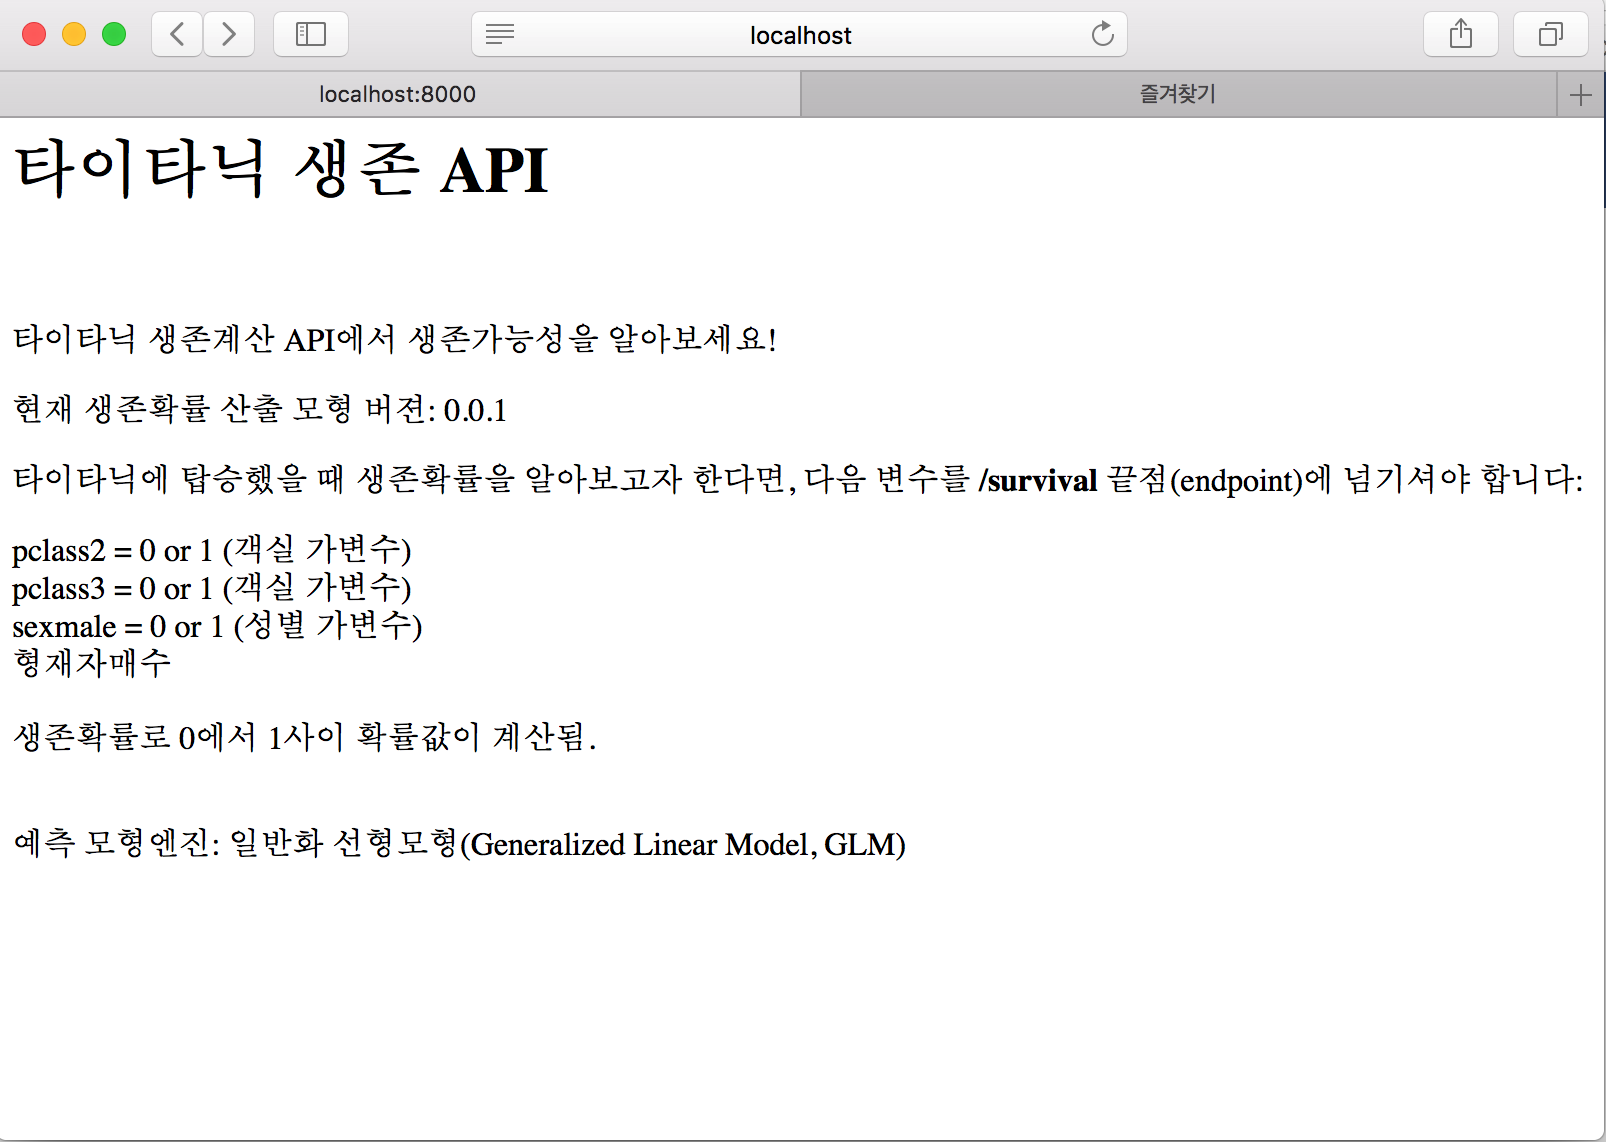 localhost
localhost:8000
즐겨찾기
타이타닉 생존 API
타이타닉 생존계산 API에서 생존가능성을 알아보세요!
현재 생존확률 산출 모형 버젼: 0.0.1
타이타닉에 탑승했을 때 생존확률을 알아보고자 한다면, 다음 변수를 /survival 끝점(endpoint)에 넘기셔야 합니다:
pclass2 = 0 or 1 (객실 가변수)
pclass3 = 0 or 1 (객실 가변수)
sexmale = 0 or 1 (성별 가변수)
형재자매수
생존확률로 0에서 1사이 확률값이 계산됨.
예측 모형엔진: 일반화 선형모형(Generalized Linear Model, GLM)